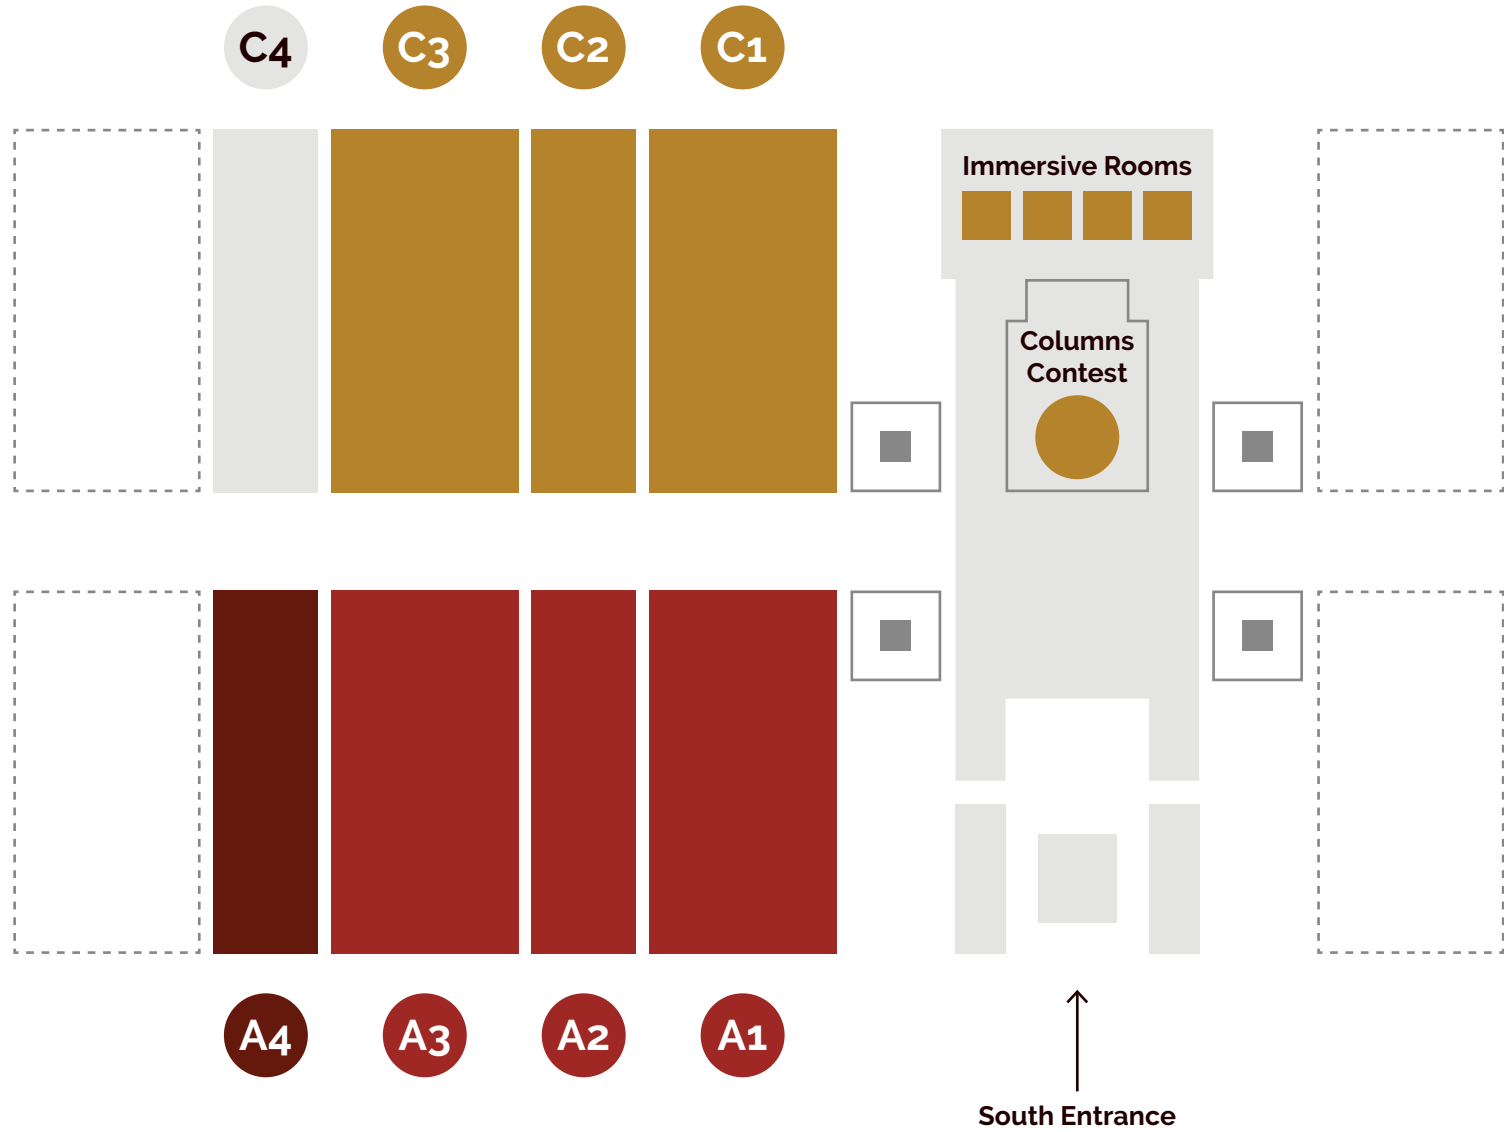 C4
C3
C2
C1
Immersive Rooms
Columns
Contest
A4
A3
A2
A1
South Entrance